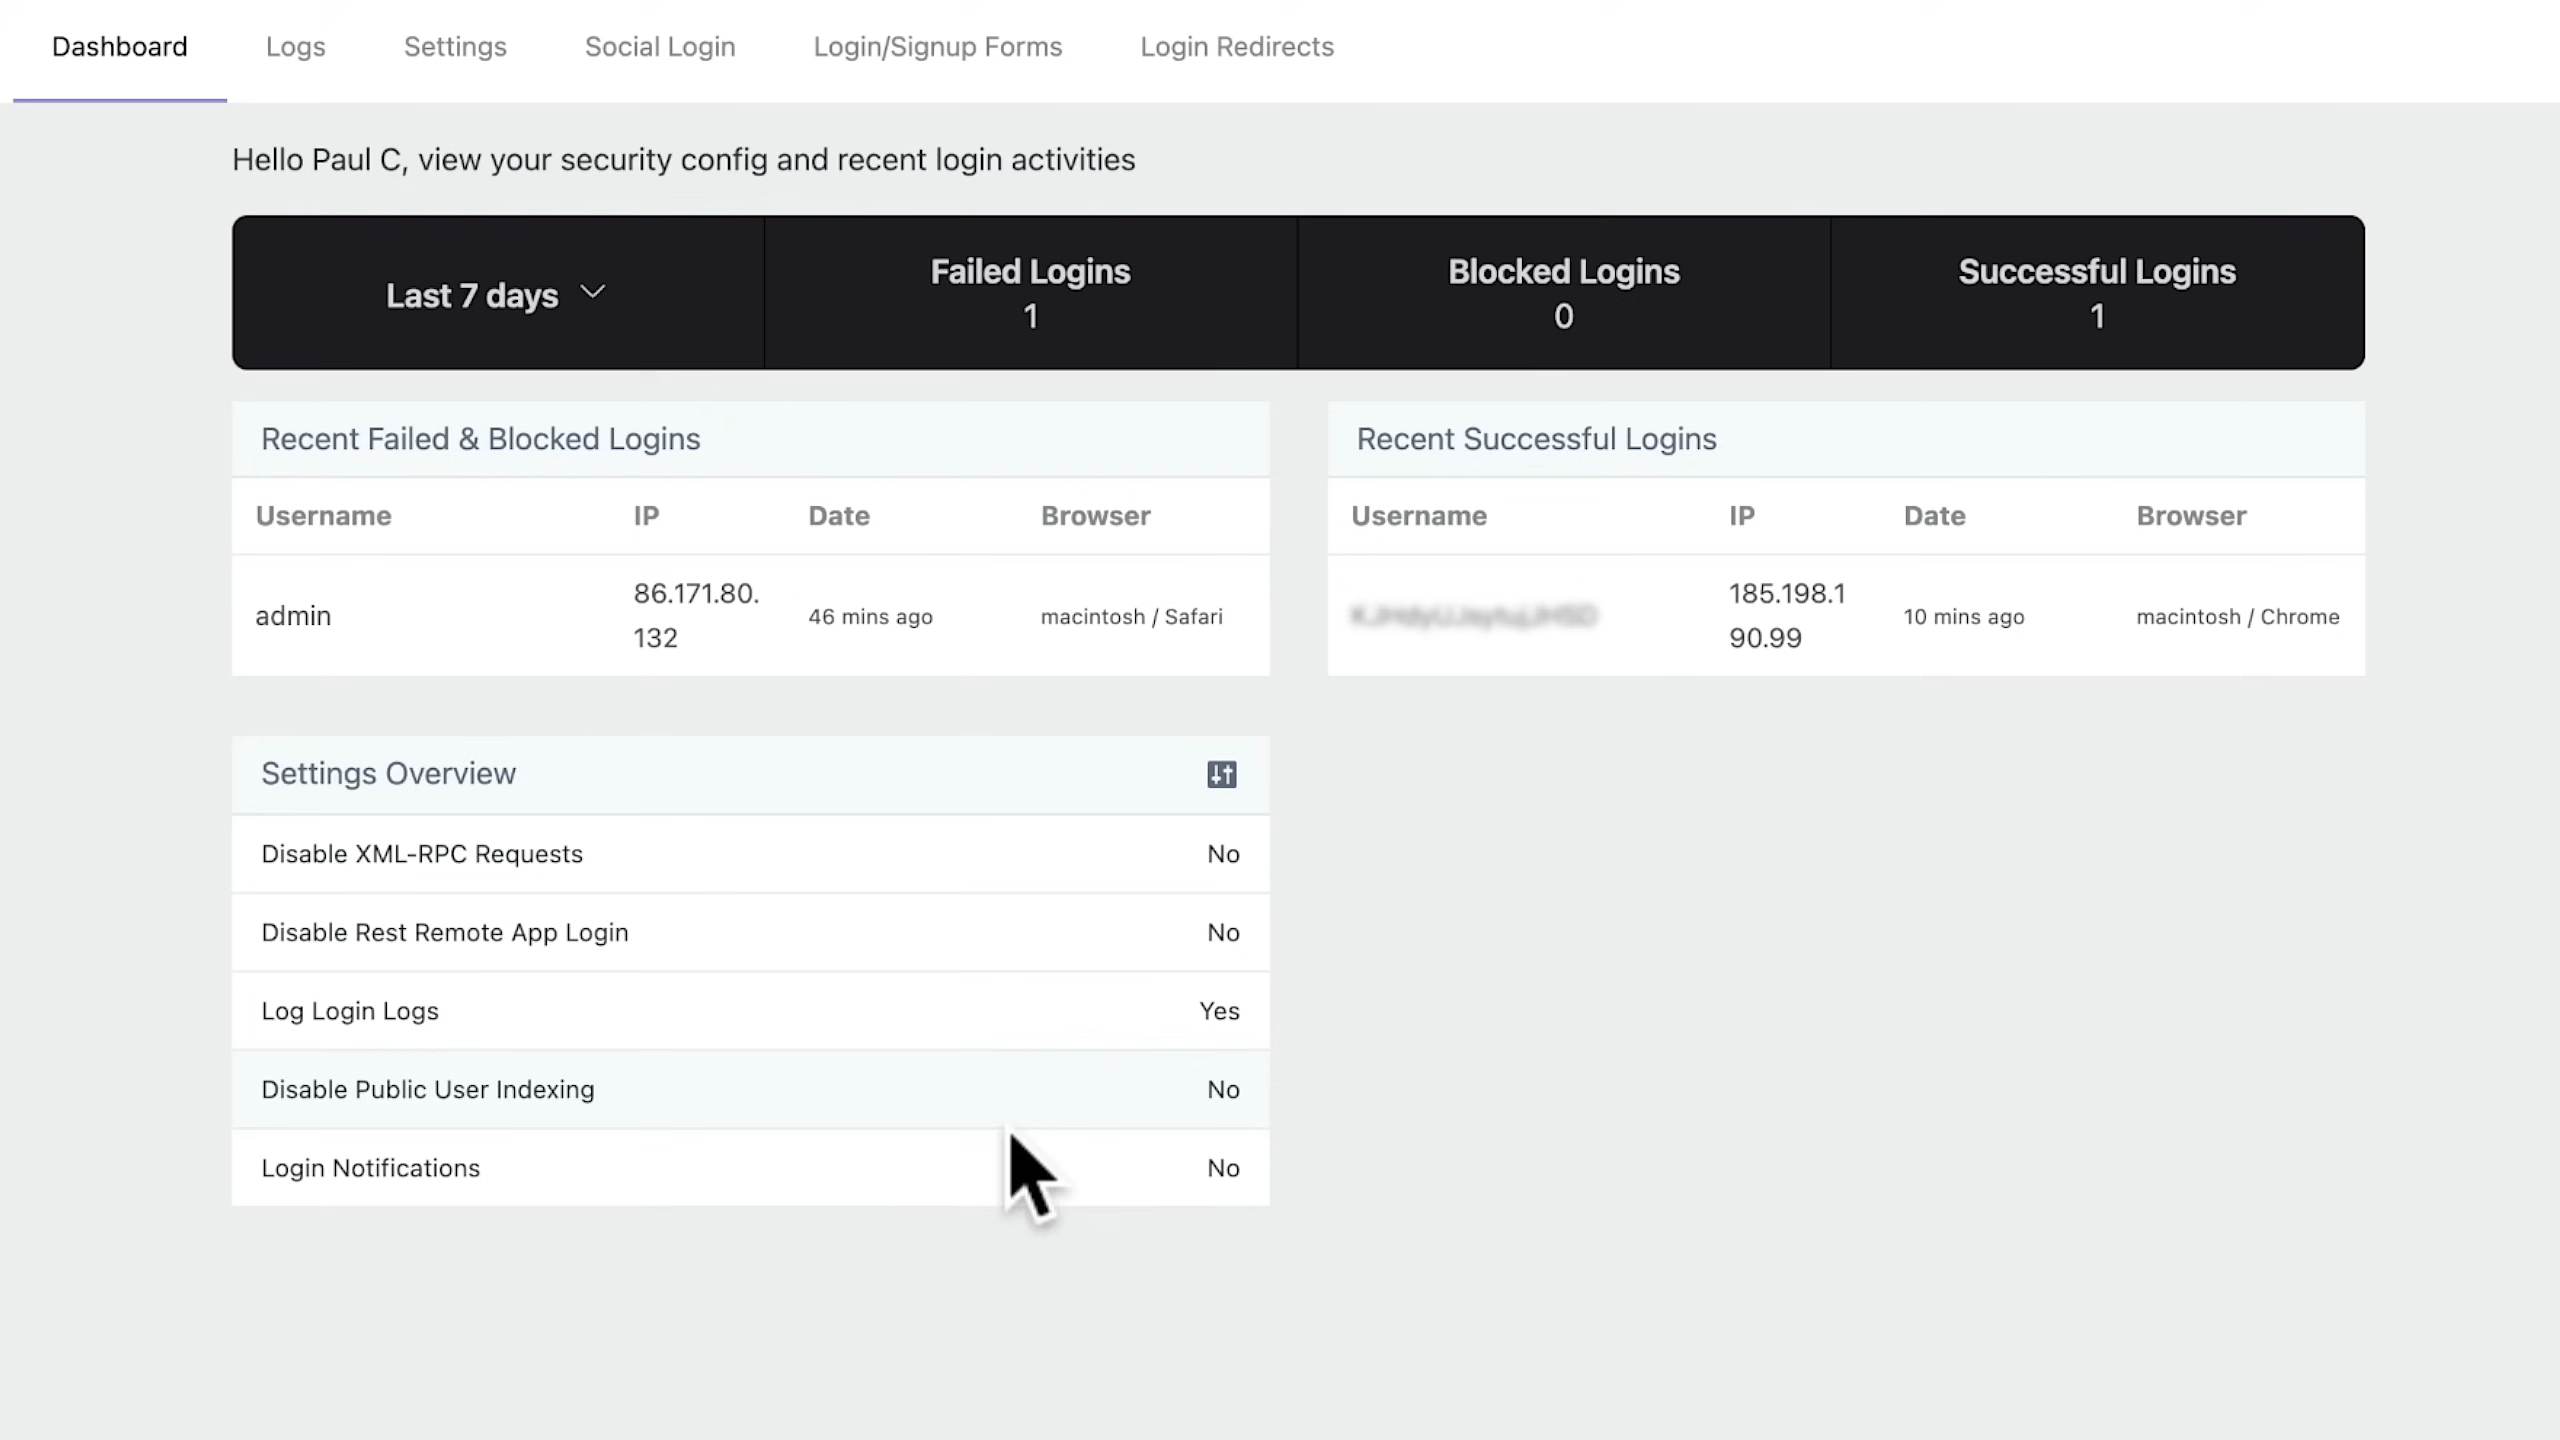 Dashboard Logs Settings Social Login Login/Signup Forms Login Redirects
Hello Paul C, view your security config and recent login activities
Last 7 days
Failed Logins
1
Blocked Logins
0
Successful Logins
1
Recent Failed & Blocked Logins
Username IP Date Browser
admin 86.171.80. 46 mins ago macintosh / Safari
132
Recent Successful Logins
Username IP Date Browser
185.198.1 10 mins ago macintosh / Chrome
90.99
Settings Overview
Disable XML-RPC Requests No
Disable Rest Remote App Login No
Log Login Logs Yes
Disable Public User Indexing No
Login Notifications No